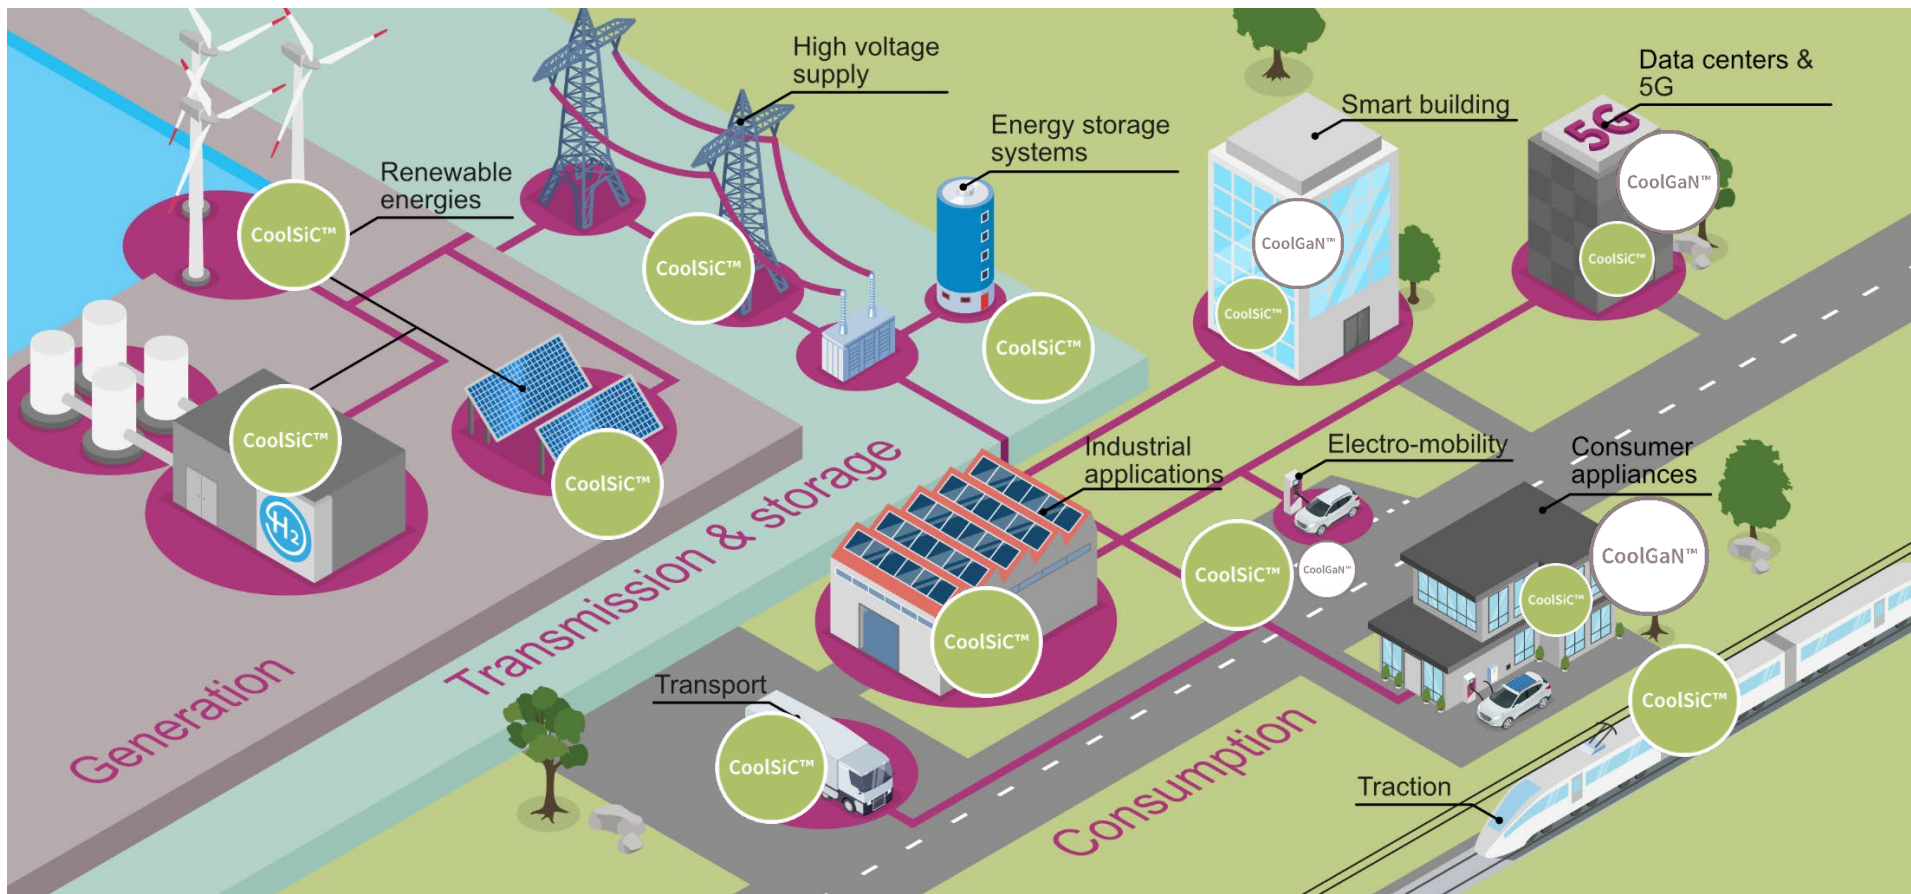 High voltage
supply
Data centers &
5G
5G
Smart building
Energy storage
systems
Renewable
energies
CoolGaN™
CoolSiC™
CoolGaN™
CoolSiC™
CoolSiC™
CoolSiC™
CoolSiC™
CoolSiC™
CoolSiC™
H2
CoolSiC™
Industrial
applications
Electro-mobility
Consumer
appliances
CoolGaN™
CoolSiC™
CoolGaN™
CoolSiC™
CoolSiC™
CoolSiC™
Transmission & storage
Generation
Transport
CoolSiC™
Consumption
Traction